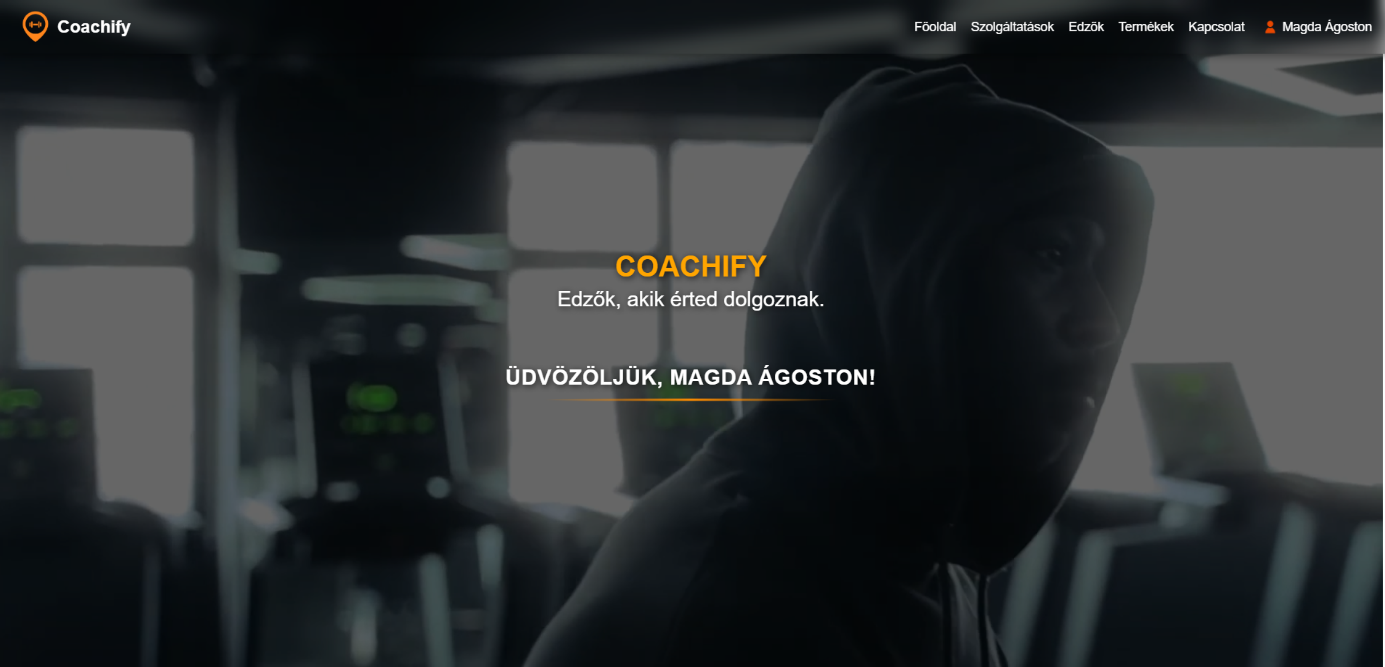 Coachify
Főoldal Szolgáltatások Edzők Termékek Kapcsolat Magda Ágoston
COACHIFY
Edzők, akik érted dolgoznak.
ÜDVÖZÖLJÜK, MAGDA ÁGOSTON!